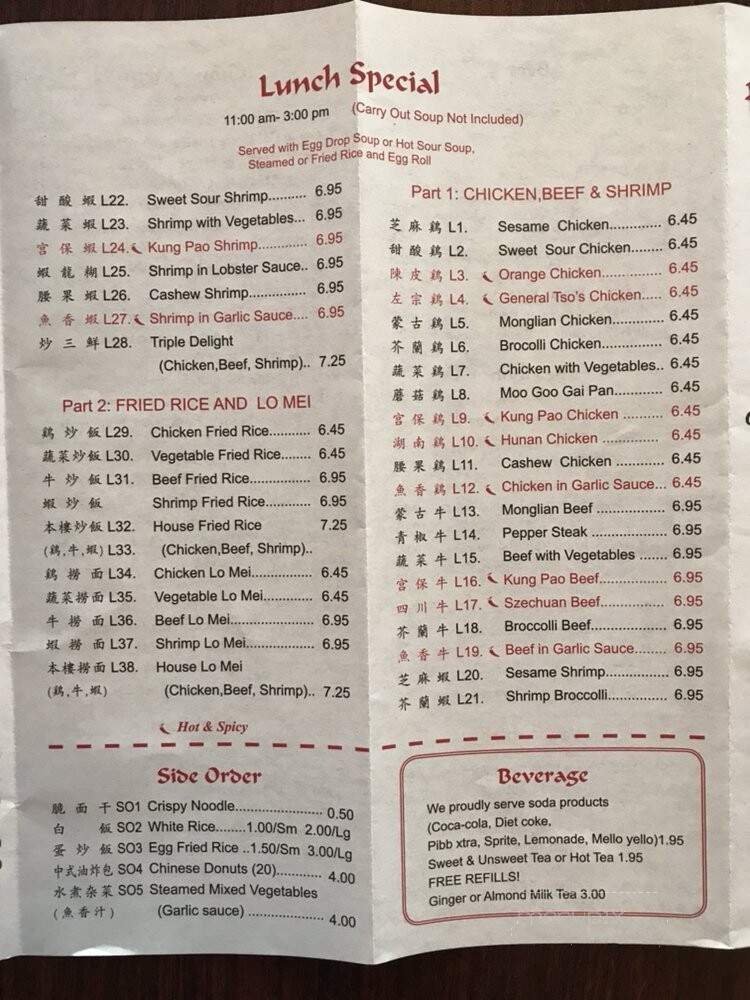 Lunch Special
11:00 am- 3:00 pm (Carry Out Soup Not Included)
Served with Egg Drop Soup or Hot Sour Soup,
Steamed or Fried Rice and Egg Roll
甜 酸 蝦 L22. Sweet Sour Shrimp.......... 6.95
蔬 菜 蝦 L23. Shrimp with Vegetables... 6.95
宮 保 蝦 L24. Kung Pao Shrimp............ 6.95
蝦 龍 糊 L25. Shrimp in Lobster Sauce.. 6.95
腰 果 蝦 L26. Cashew Shrimp............... 6.95
魚 香 蝦 L27. Shrimp in Garlic Sauce.... 6.95
炒 三 鮮 L28. Triple Delight
(Chicken,Beef, Shrimp).. 7.25
Part 2: FRIED RICE AND LO MEI
鶏 炒 飯 L29. Chicken Fried Rice........... 6.45
蔬菜炒飯 L30. Vegetable Fried Rice........ 6.45
牛 炒 飯 L31. Beef Fried Rice................ 6.95
蝦 炒 飯 Shrimp Fried Rice............ 6.95
本樓炒飯 L32. House Fried Rice 7.25
(鶏,牛,蝦) L33. (Chicken,Beef, Shrimp)..
鶏 撈 面 L34. Chicken Lo Mei................ 6.45
蔬菜撈面 L35. Vegetable Lo Mei............. 6.45
牛 撈 面 L36. Beef Lo Mei...................... 6.95
蝦 撈 面 L37. Shrimp Lo Mei.................. 6.95
本樓撈面 L38. House Lo Mei
(鶏,牛,蝦) (Chicken,Beef, Shrimp).. 7.25
Hot & Spicy
Part 1: CHICKEN,BEEF & SHRIMP
芝 麻 鶏 L1. Sesame Chicken............. 6.45
甜 酸 鶏 L2. Sweet Sour Chicken........ 6.45
陳 皮 鶏 L3. Orange Chicken................ 6.45
左 宗 鶏 L4. General Tso's Chicken..... 6.45
蒙 古 鶏 L5. Monglian Chicken............. 6.45
芥 蘭 鶏 L6. Brocolli Chicken................ 6.45
蔬 菜 鶏 L7. Chicken with Vegetables.. 6.45
蘑 菇 鶏 L8. Moo Goo Gai Pan............ 6.45
宮 保 鶏 L9. Kung Pao Chicken .......... 6.45
湖 南 鶏 L10. Hunan Chicken .............. 6.45
腰 果 鶏 L11. Cashew Chicken ............ 6.45
魚 香 鶏 L12. Chicken in Garlic Sauce... 6.45
蒙 古 牛 L13. Monglian Beef ................. 6.95
青 椒 牛 L14. Pepper Steak ................... 6.95
蔬 菜 牛 L15. Beef with Vegetables ....... 6.95
宮 保 牛 L16. Kung Pao Beef................. 6.95
四 川 牛 L17. Szechuan Beef................ 6.95
芥 蘭 牛 L18. Broccolli Beef................... 6.95
魚 香 牛 L19. Beef in Garlic Sauce........ 6.95
芝 麻 蝦 L20. Sesame Shrimp................ 6.95
芥 蘭 蝦 L21. Shrimp Broccolli............... 6.95
Side Order
脆 面 干 SO1 Crispy Noodle....................... 0.50
白 飯 SO2 White Rice........1.00/Sm 2.00/Lg
蛋 炒 飯 SO3 Egg Fried Rice ..1.50/Sm 3.00/Lg
中式油炸包 SO4 Chinese Donuts (20)............ 4.00
水煮杂菜 SO5 Steamed Mixed Vegetables
(魚香汁) (Garlic sauce) .................... 4.00
Beverage
We proudly serve soda products
(Coca-cola, Diet coke,
Pibb xtra, Sprite, Lemonade, Mello yello)1.95
Sweet & Unsweet Tea or Hot Tea 1.95
FREE REFILLS!
Ginger or Almond Milk Tea 3.00